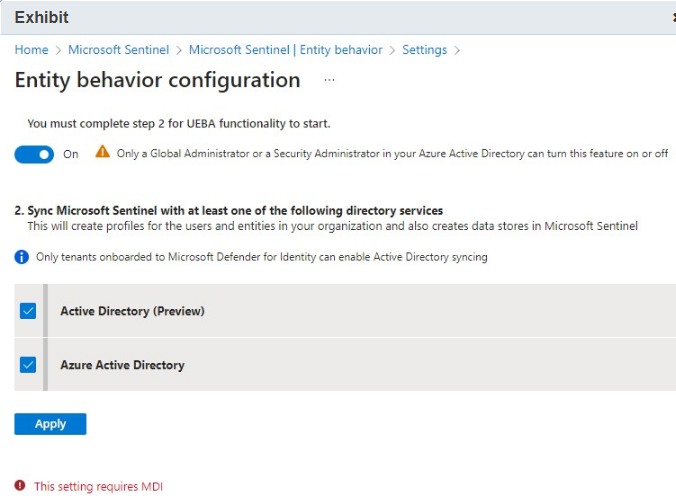 Exhibit
Home > Microsoft Sentinel > Microsoft Sentinel | Entity behavior > Settings >
Entity behavior configuration ...
You must complete step 2 for UEBA functionality to start.
On Only a Global Administrator or a Security Administrator in your Azure Active Directory can turn this feature on or off
2. Sync Microsoft Sentinel with at least one of the following directory services
This will create profiles for the users and entities in your organization and also creates data stores in Microsoft Sentinel
Only tenants onboarded to Microsoft Defender for Identity can enable Active Directory syncing
Active Directory (Preview)
Azure Active Directory
Apply
This setting requires MDI